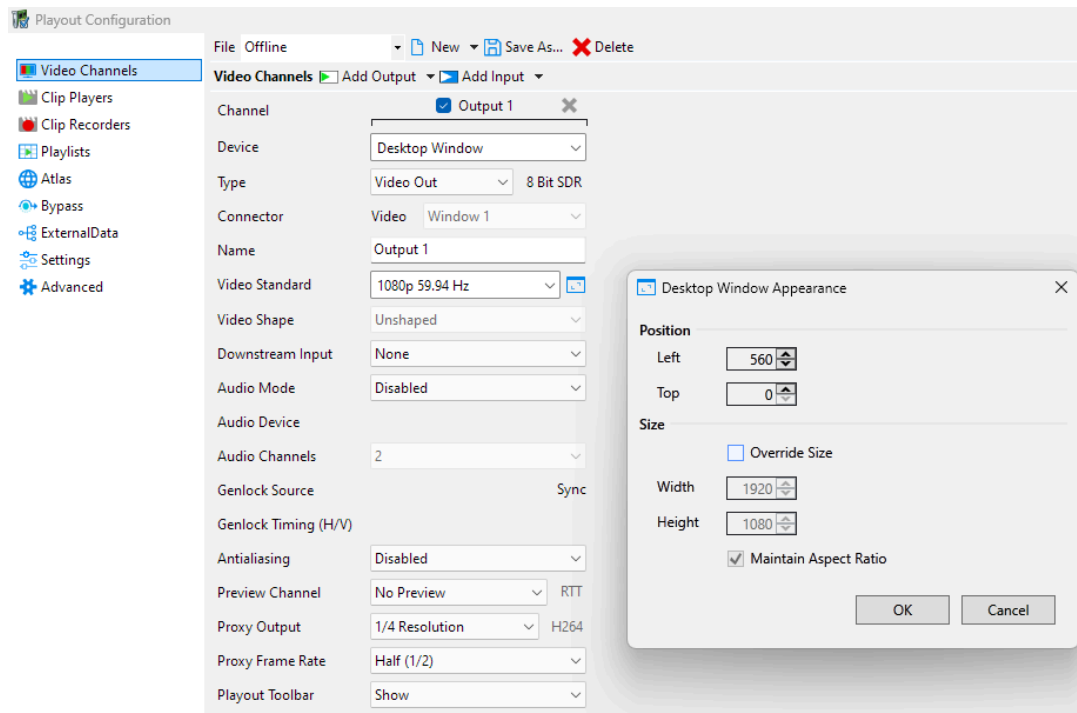 Playout Configuration
File Offline New Save As... Delete
Video Channels
Clip Players
Clip Recorders
Playlists
Atlas
Bypass
ExternalData
Settings
Advanced
Video Channels Add Output Add Input
Channel Output 1
Device Desktop Window
Type Video Out 8 Bit SDR
Connector Video Window 1
Name Output 1
Video Standard 1080p 59.94 Hz
Video Shape Unshaped
Downstream Input None
Audio Mode Disabled
Audio Device
Audio Channels 2
Genlock Source Sync
Genlock Timing (H/V)
Antialiasing Disabled
Preview Channel No Preview RTT
Proxy Output 1/4 Resolution H264
Proxy Frame Rate Half (1/2)
Playout Toolbar Show
Desktop Window Appearance
Position
Left 560
Top 0
Size
Override Size
Width 1920
Height 1080
Maintain Aspect Ratio
OK Cancel